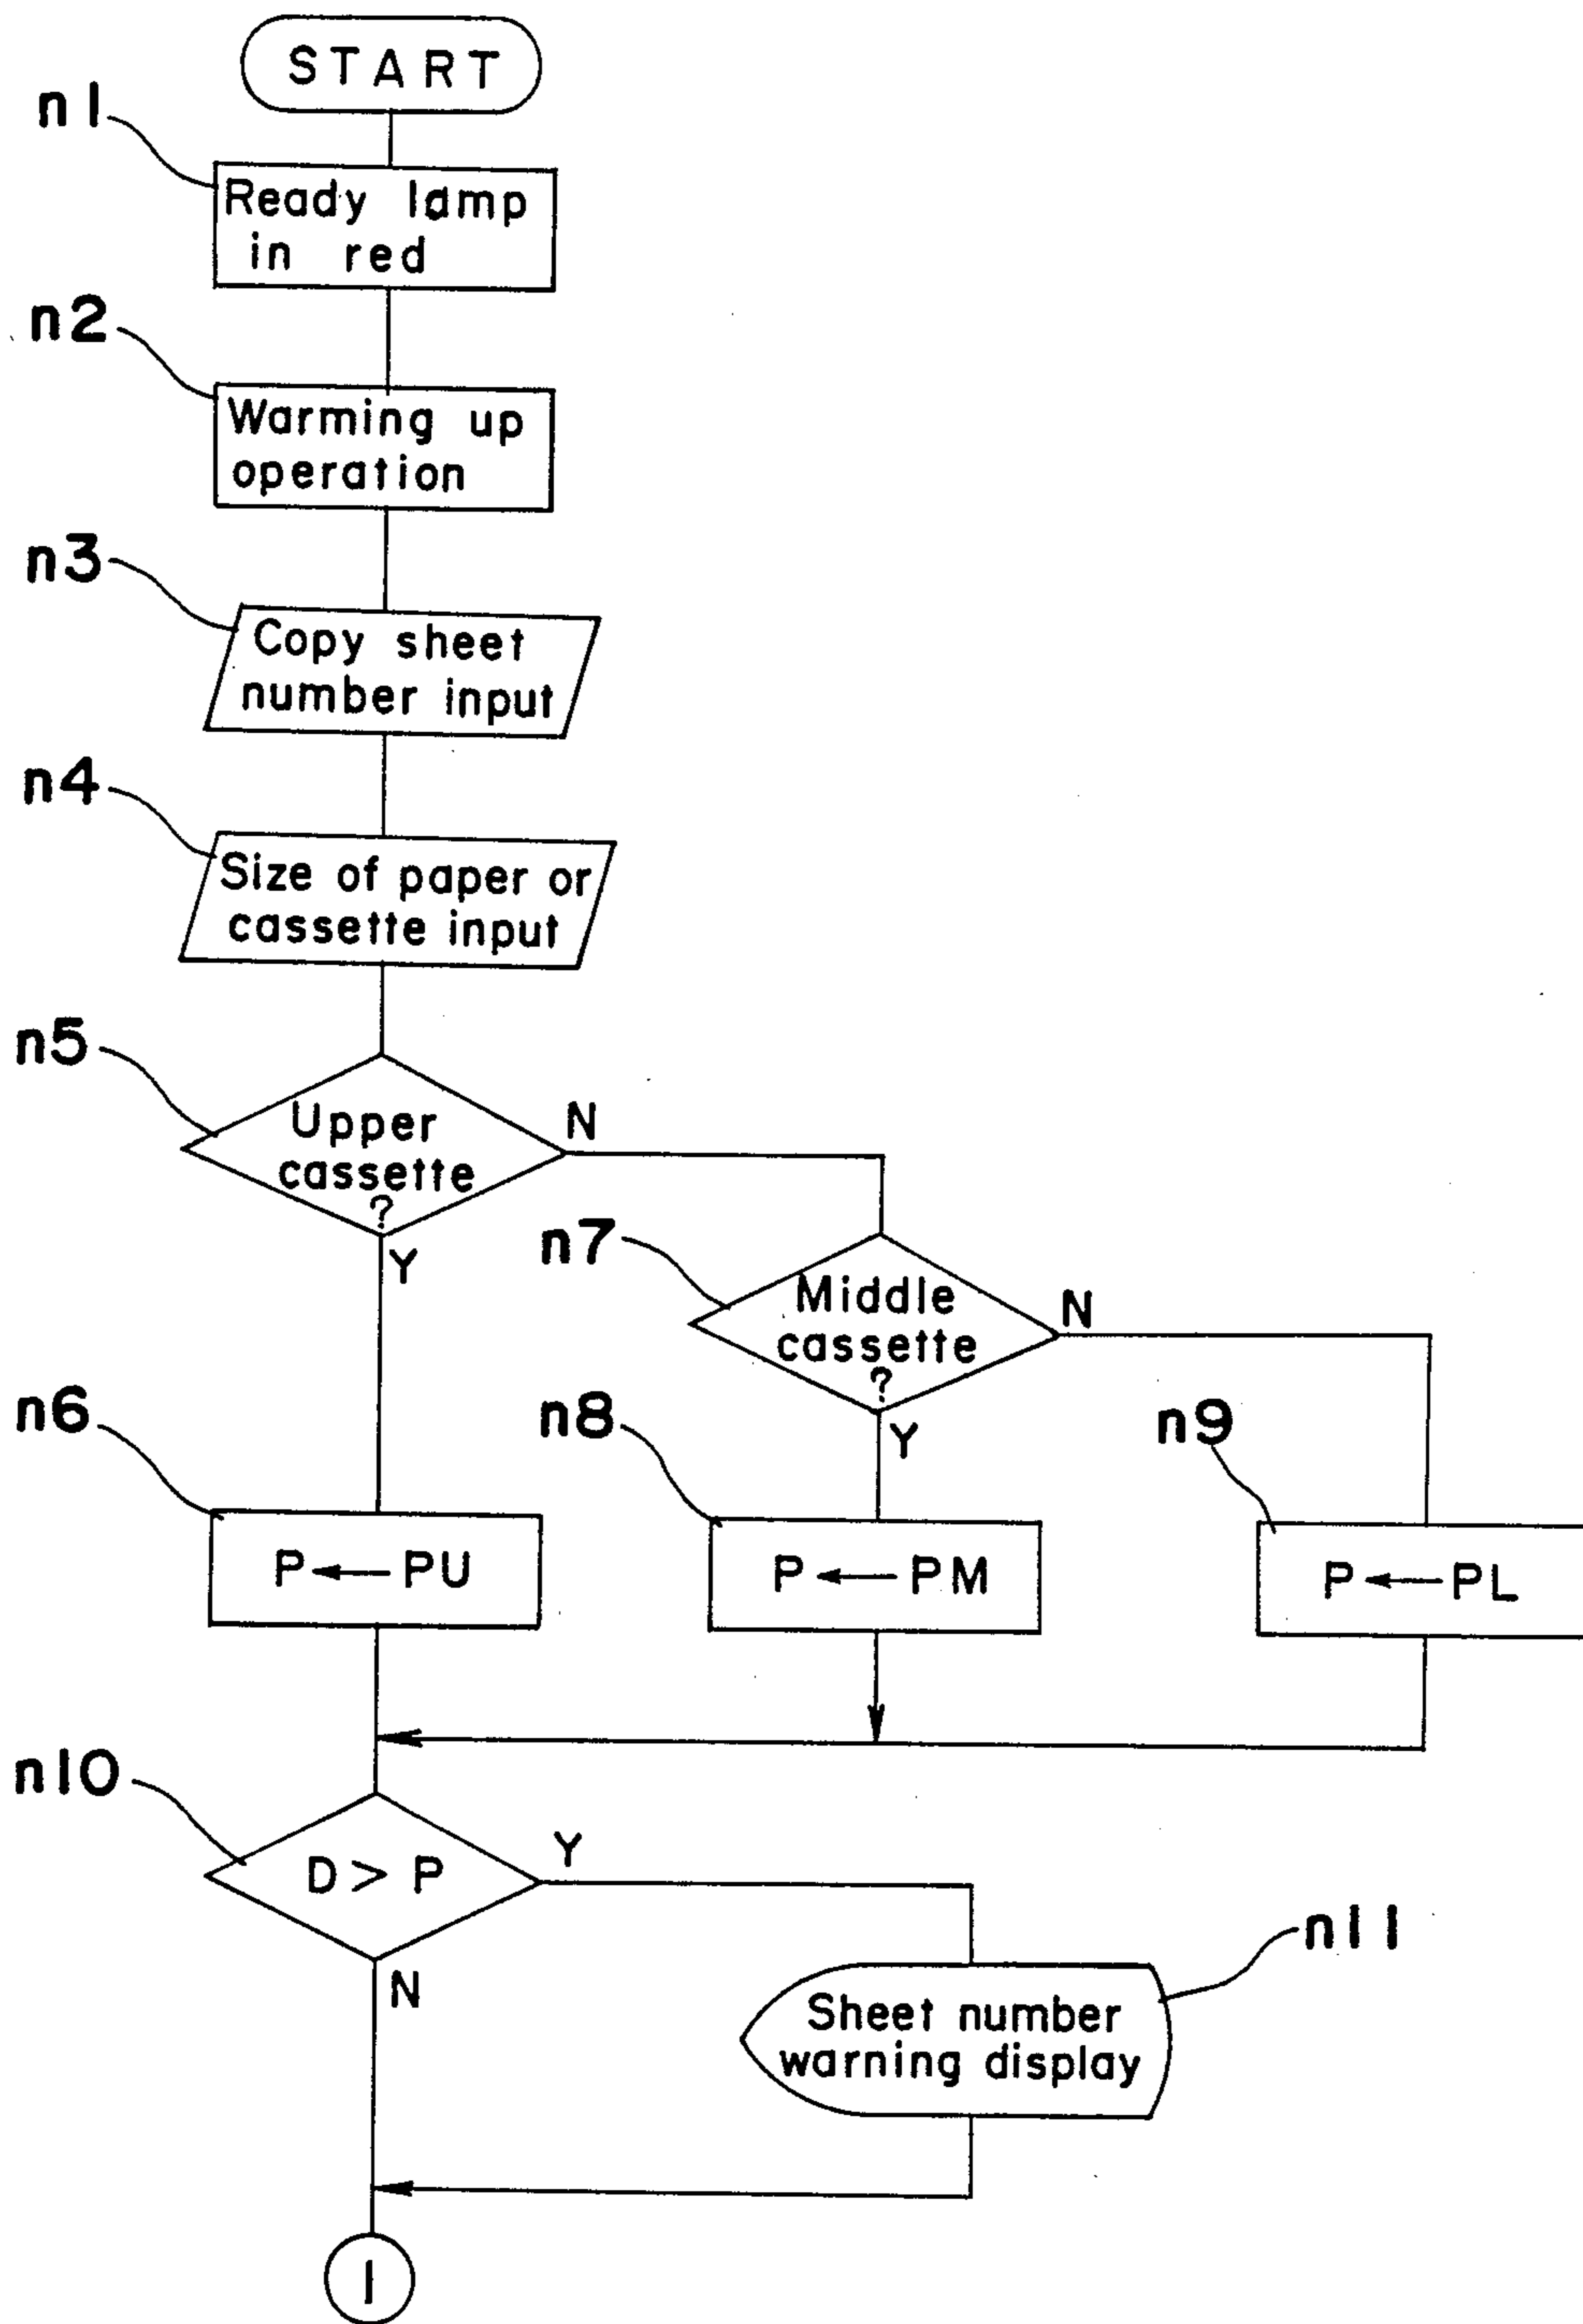 START
n1
Ready lamp
in red
n2
Warming up
operation
n3
Copy sheet
number input
n4
Size of paper or
cassette input
n5
Upper
cassette
?
N
Y
n7
Middle
cassette
?
N
Y
n6
P ← PU
n8
P ← PM
n9
P ← PL
n10
D > P
Y
N
n11
Sheet number
warning display
1